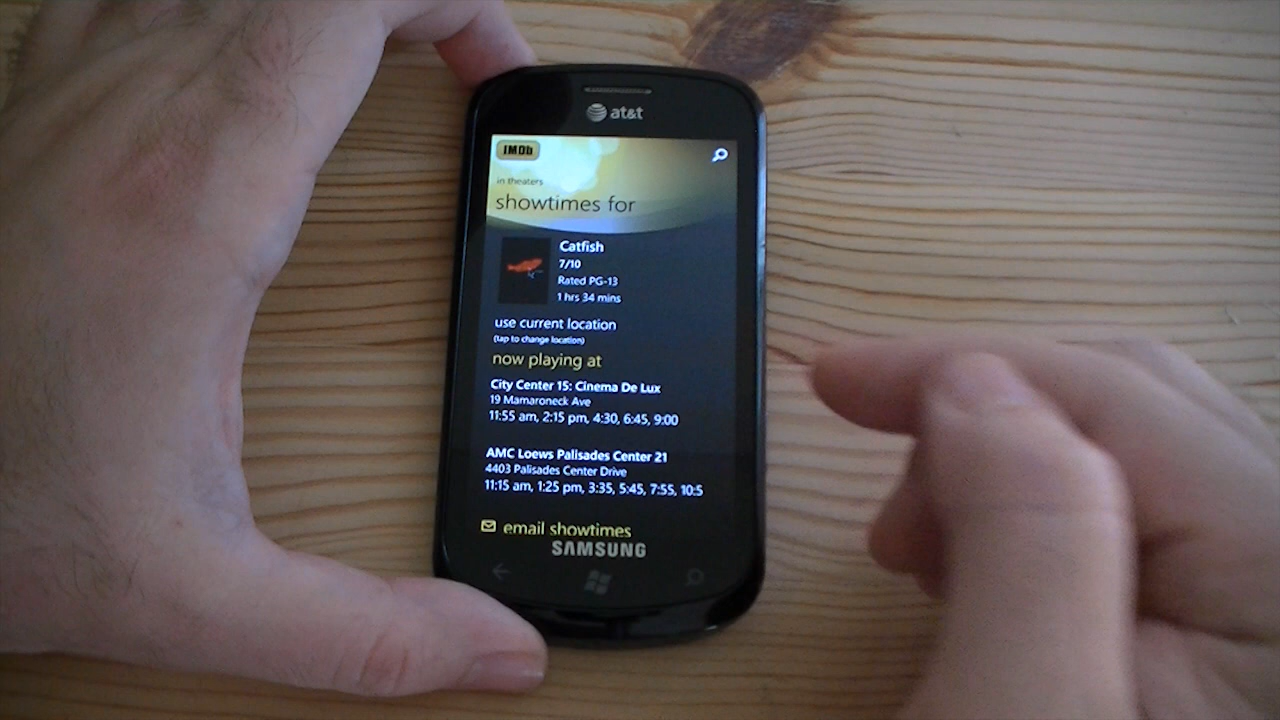 at&t
IMDb
in theaters
showtimes for
Catfish
7/10
Rated PG-13
1 hrs 34 mins
use current location
(tap to change location)
now playing at
City Center 15: Cinema De Lux
19 Mamaroneck Ave
11:55 am, 2:15 pm, 4:30, 6:45, 9:00
AMC Loews Palisades Center 21
4403 Palisades Center Drive
11:15 am, 1:25 pm, 3:35, 5:45, 7:55, 10:5
email showtimes
SAMSUNG